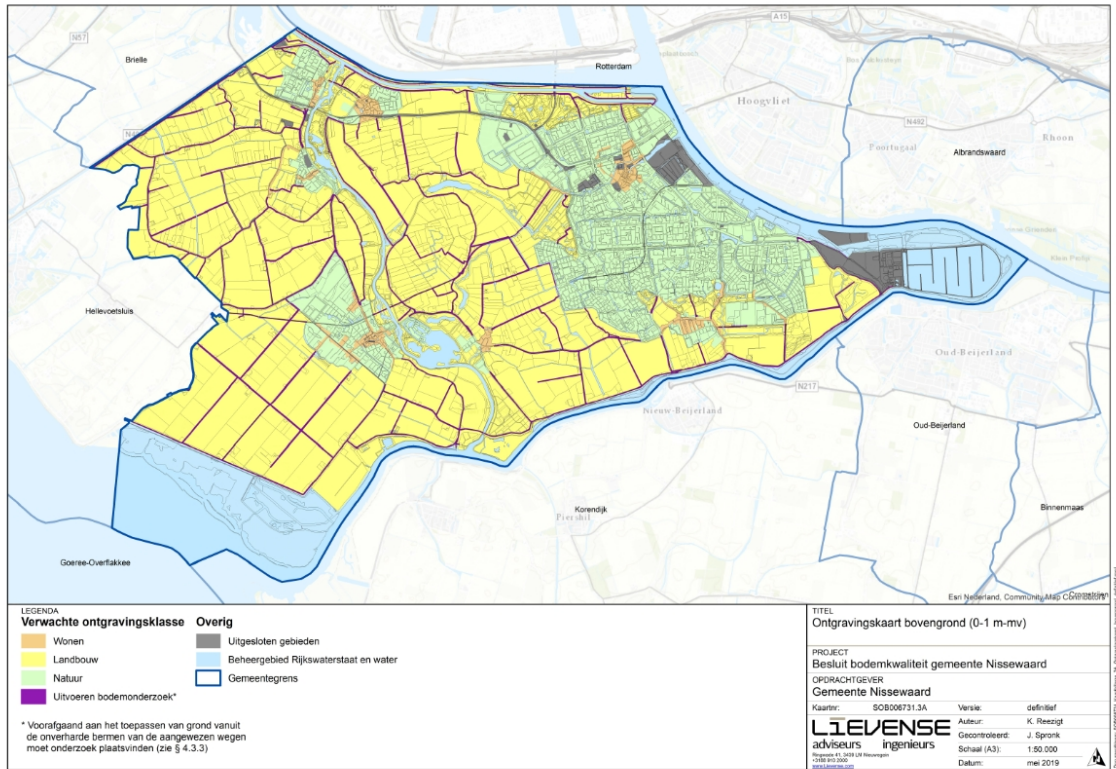 A15
N57
Brielle
Rotterdam
Hoogvliet
N492
Rhoon
Poortugaal
Albrandswaard
Hellevoetsluis
Oud-Beijerland
N217
Nieuw-Beijerland
Oud-Beijerland
Korendijk
Piershil
Binnenmaas
Goeree-Overflakkee
Esri Nederland, Community Map Contributors
LEGENDA
Verwachte ontgravingsklasse
Wonen
Landbouw
Natuur
Uitvoeren bodemonderzoek*
* Voorafgaand aan het toepassen van grond vanuit
de onverharde bermen van de aangewezen wegen
moet onderzoek plaatsvinden (zie § 4.3.3)
Overig
Uitgesloten gebieden
Beheergebied Rijkswaterstaat en water
Gemeentegrens
TITEL
Ontgravingskaart bovengrond (0-1 m-mv)
PROJECT
Besluit bodemkwaliteit gemeente Nissewaard
OPDRACHTGEVER
Gemeente Nissewaard
Kaartnr: SOB006731.3A
Versie: definitief
Auteur: K. Reezigt
Gecontroleerd: J. Spronk
Schaal (A3): 1:50.000
Datum: mei 2019
LIEVENSE
adviseurs ingenieurs
www.Lievense.com